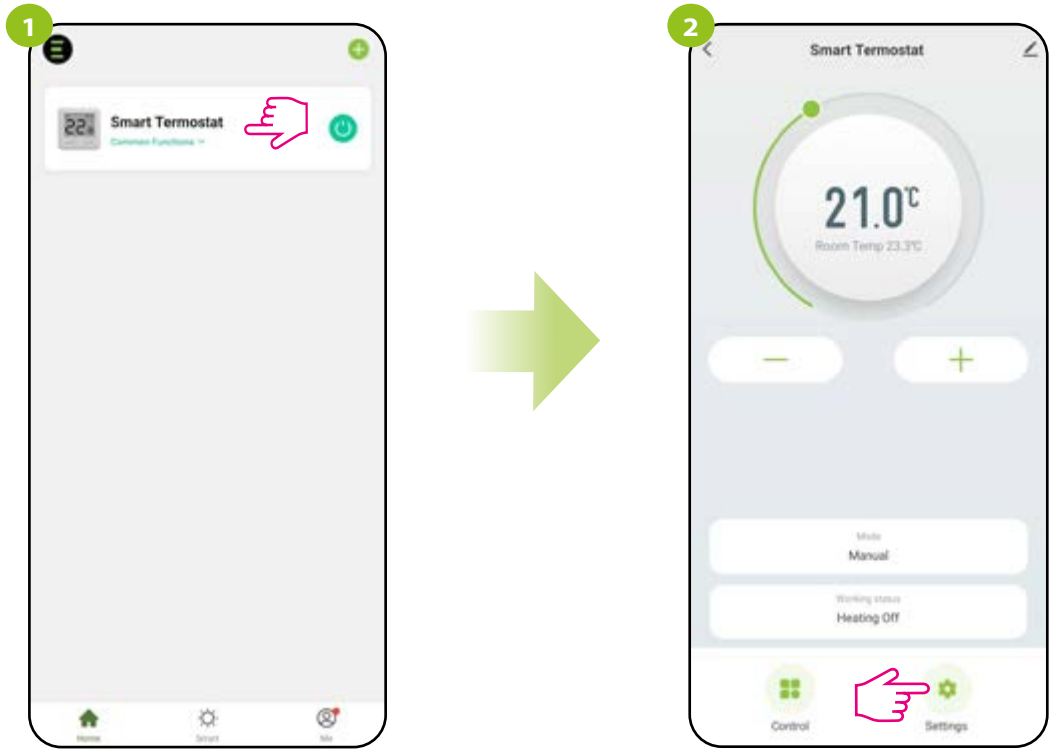 1
Smart Termostat
Common Functions
Home
Smart
Me
2
Smart Termostat
21.0°C
Room Temp 23.3°C
−
+
Mode
Manual
Working status
Heating Off
Control
Settings